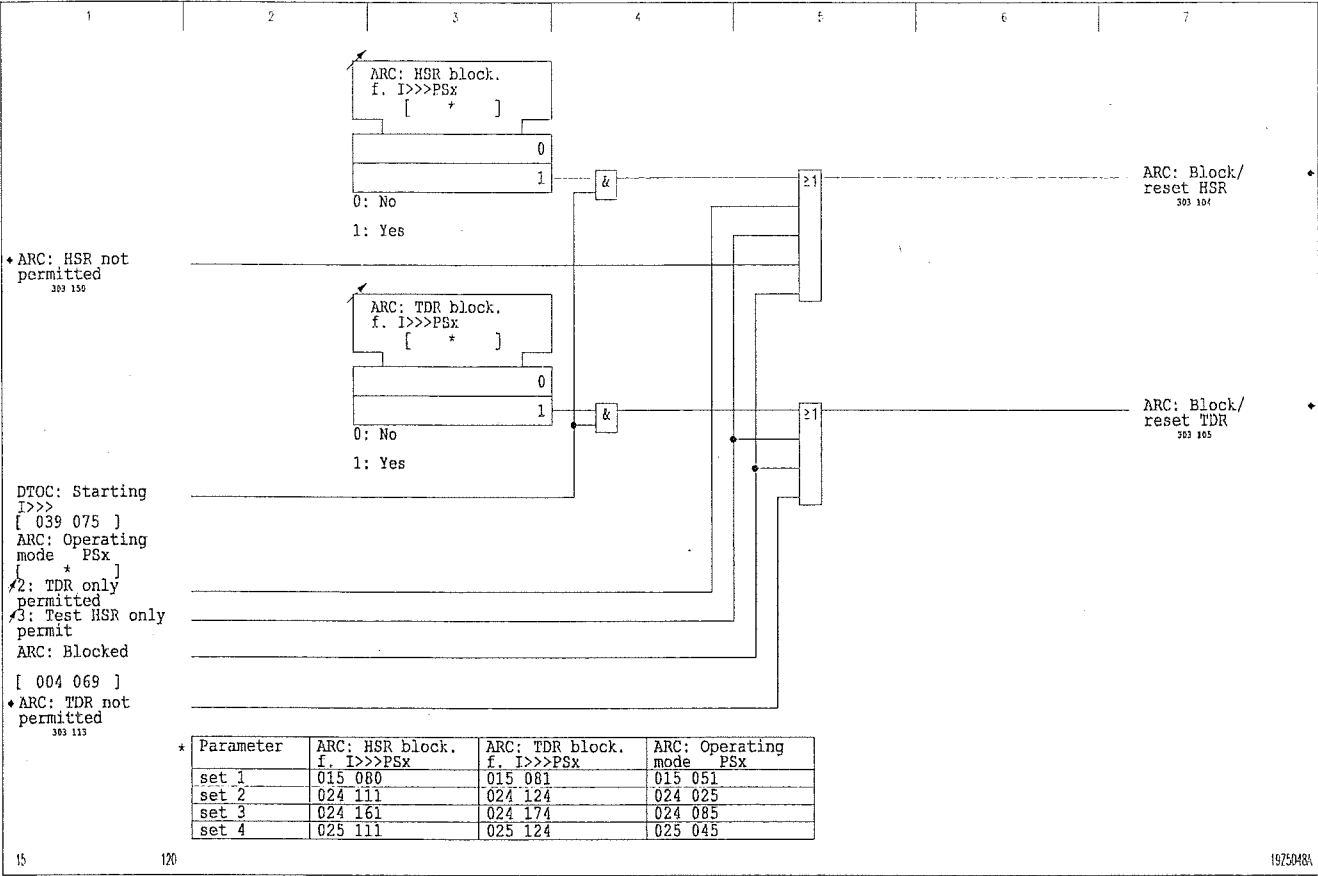 1 2 3 4 5 6 7
ARC: HSR block.
f. I>>>PSx
[ * ]
0
1
&
≥1
ARC: Block/
reset HSR
303 104
0: No
1: Yes
ARC: HSR not
permitted
303 150
ARC: TDR block.
f. I>>>PSx
[ * ]
0
1
&
≥1
ARC: Block/
reset TDR
303 105
0: No
1: Yes
DTOC: Starting
I>>>
[ 039 075 ]
ARC: Operating
mode PSx
[ * ]
2: TDR only
permitted
3: Test HSR only
permit
ARC: Blocked
[ 004 069 ]
ARC: TDR not
permitted
303 113
* Parameter ARC: HSR block. ARC: TDR block. ARC: Operating
f. I>>>PSx f. I>>>PSx mode PSx
set 1 015 080 015 081 015 051
set 2 024 111 024 124 024 025
set 3 024 161 024 174 024 085
set 4 025 111 025 124 025 045
15 120 19Z5048A